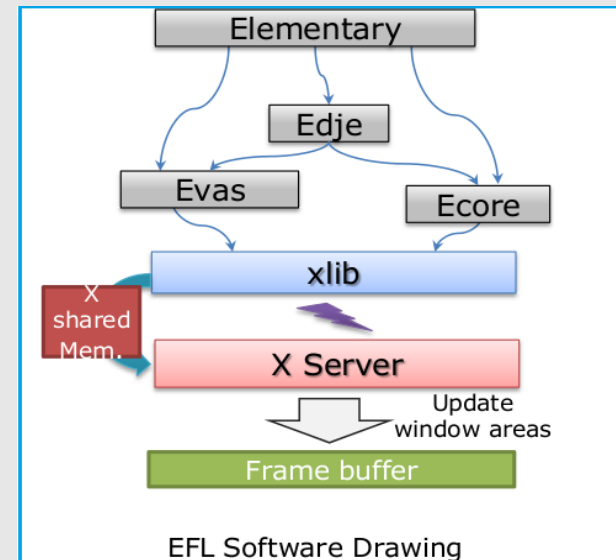 Elementary
Edje
Evas
Ecore
xlib
X
shared
Mem.
X Server
Update
window areas
Frame buffer
EFL Software Drawing